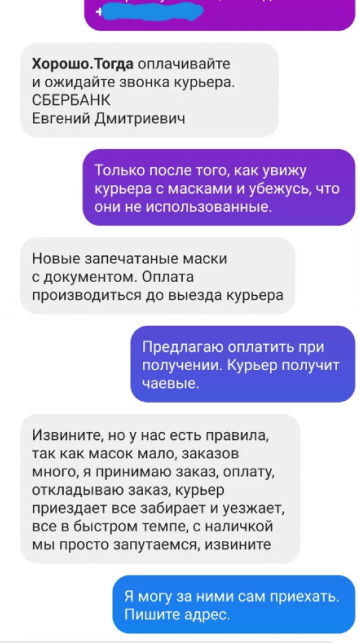 +
Хорошо.Тогда оплачивайте
и ожидайте звонка курьера.
СБЕРБАНК
Евгений Дмитриевич
Только после того, как увижу
курьера с масками и убежусь, что
они не использованные.
Новые запечатаные маски
с документом. Оплата
производиться до выезда курьера
Предлагаю оплатить при
получении. Курьер получит
чаевые.
Извините, но у нас есть правила,
так как масок мало, заказов
много, я принимаю заказ, оплату,
откладываю заказ, курьер
приездает все забирает и уезжает,
все в быстром темпе, с наличкой
мы просто запутаемся, извините
Я могу за ними сам приехать.
Пишите адрес.